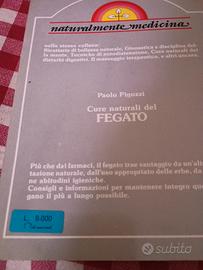 naturalmente medicina
nella stessa collana:
Ricettario di bellezza naturale, Ginnastica e disciplina del-
la mente, Tecniche di autodistensione, Cure naturali dei
disturbi digestivi, Il massaggio terapeutico, e altri ancora.
Paolo Pigozzi
Cure naturali del
FEGATO
Più che dai farmaci, il fegato trae vantaggio da un'ali-
tazione naturale, dall'uso appropriato delle erbe, da
ne abitudini igieniche.
Consigli e informazioni per mantenere integro que
gano il più a lungo possibile.
L. 8.000
subito